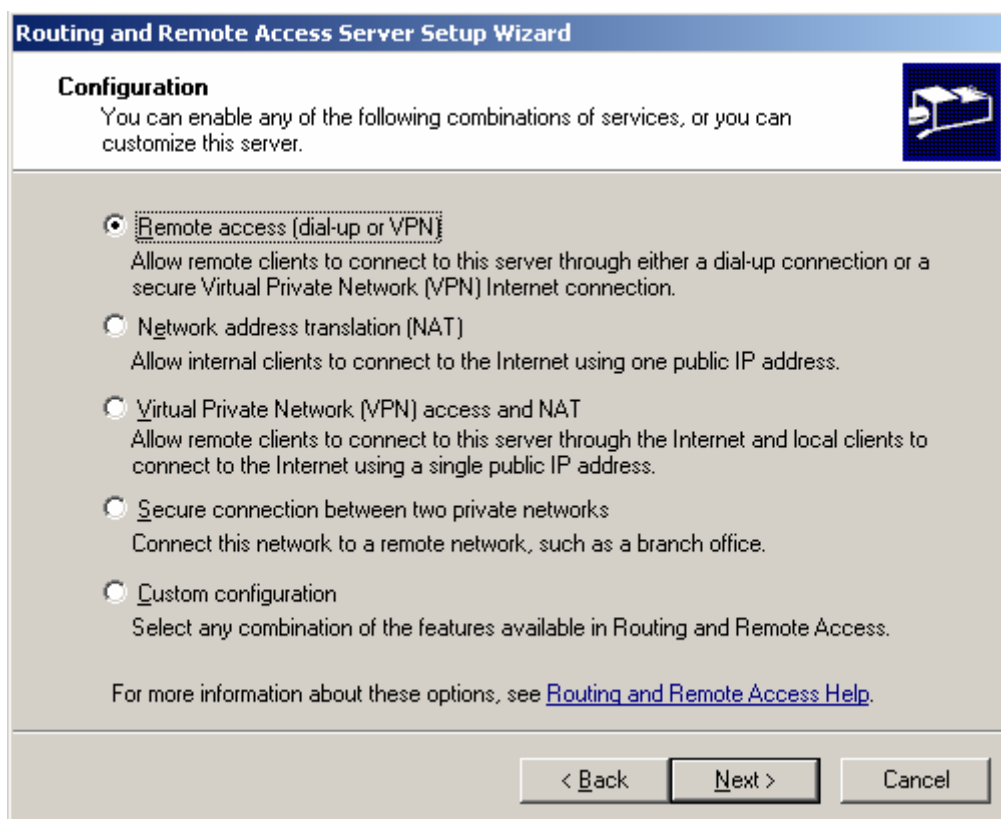 Routing and Remote Access Server Setup Wizard
Configuration
You can enable any of the following combinations of services, or you can
customize this server.
Remote access (dial-up or VPN)
Allow remote clients to connect to this server through either a dial-up connection or a
secure Virtual Private Network (VPN) Internet connection.
Network address translation (NAT)
Allow internal clients to connect to the Internet using one public IP address.
Virtual Private Network (VPN) access and NAT
Allow remote clients to connect to this server through the Internet and local clients to
connect to the Internet using a single public IP address.
Secure connection between two private networks
Connect this network to a remote network, such as a branch office.
Custom configuration
Select any combination of the features available in Routing and Remote Access.
For more information about these options, see Routing and Remote Access Help.
< Back
Next >
Cancel